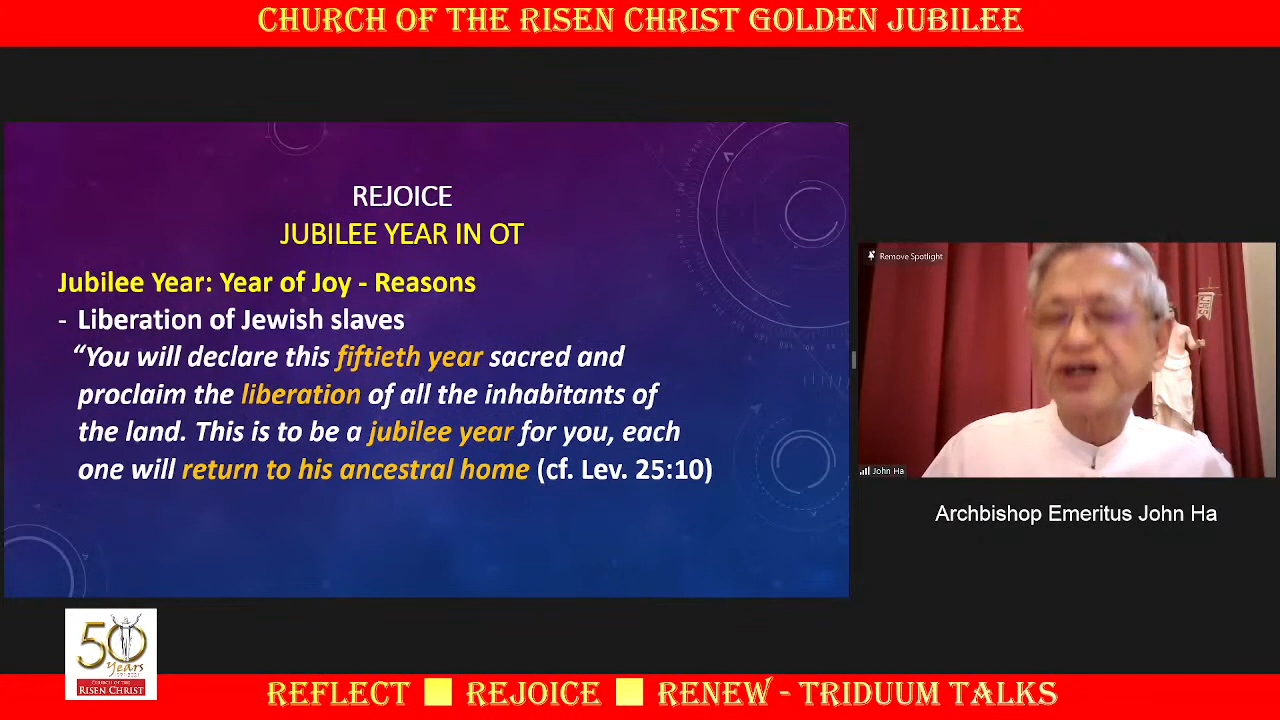 CHURCH OF THE RISEN CHRIST GOLDEN JUBILEE
REJOICE
JUBILEE YEAR IN OT
Jubilee Year: Year of Joy - Reasons
- Liberation of Jewish slaves
“You will declare this fiftieth year sacred and
proclaim the liberation of all the inhabitants of
the land. This is to be a jubilee year for you, each
one will return to his ancestral home (cf. Lev. 25:10)
Remove Spotlight
John Ha
Archbishop Emeritus John Ha
50
Years
CHURCH OF THE
RISEN CHRIST
REFLECT REJOICE RENEW - TRIDUUM TALKS